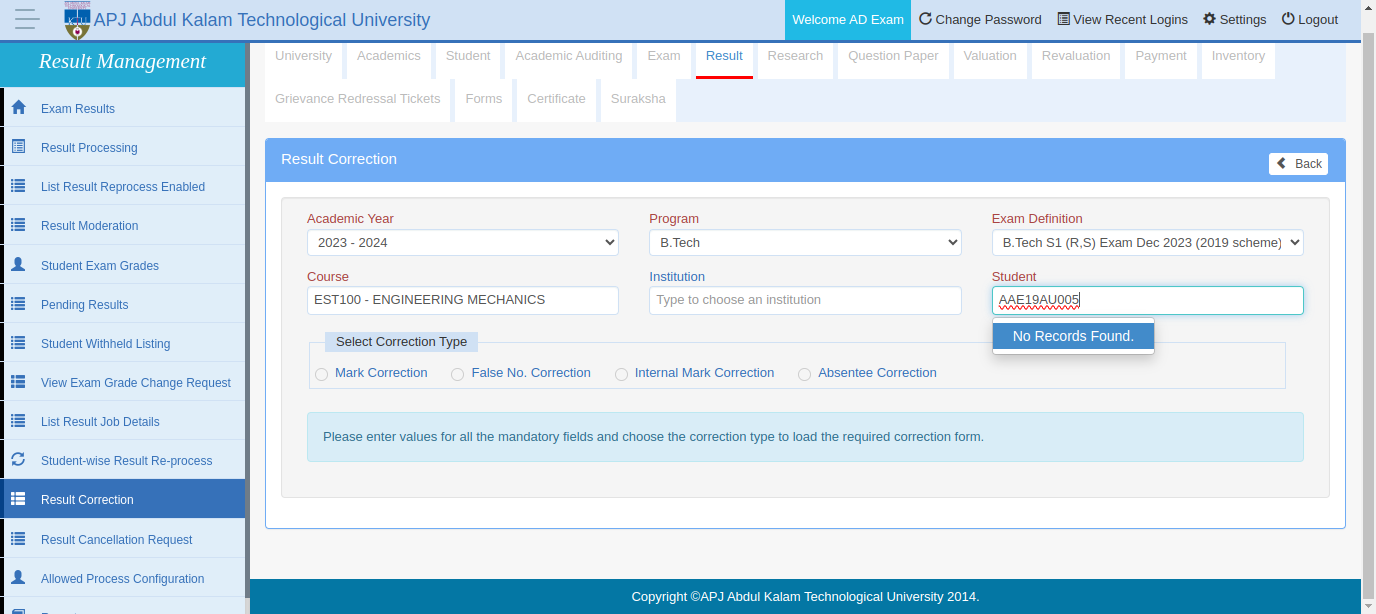 APJ Abdul Kalam Technological University
Welcome AD Exam Change Password View Recent Logins Settings Logout
Result Management
Exam Results
Result Processing
List Result Reprocess Enabled
Result Moderation
Student Exam Grades
Pending Results
Student Withheld Listing
View Exam Grade Change Request
List Result Job Details
Student-wise Result Re-process
Result Correction
Result Cancellation Request
Allowed Process Configuration
University Academics Student Academic Auditing Exam Result Research Question Paper Valuation Revaluation Payment Inventory
Grievance Redressal Tickets Forms Certificate Suraksha
Result Correction
Back
Academic Year Program Exam Definition
2023 - 2024 B.Tech B.Tech S1 (R,S) Exam Dec 2023 (2019 scheme)
Course Institution Student
EST100 - ENGINEERING MECHANICS Type to choose an institution AAE19AU005
No Records Found.
Select Correction Type
Mark Correction False No. Correction Internal Mark Correction Absentee Correction
Please enter values for all the mandatory fields and choose the correction type to load the required correction form.
Copyright ©APJ Abdul Kalam Technological University 2014.